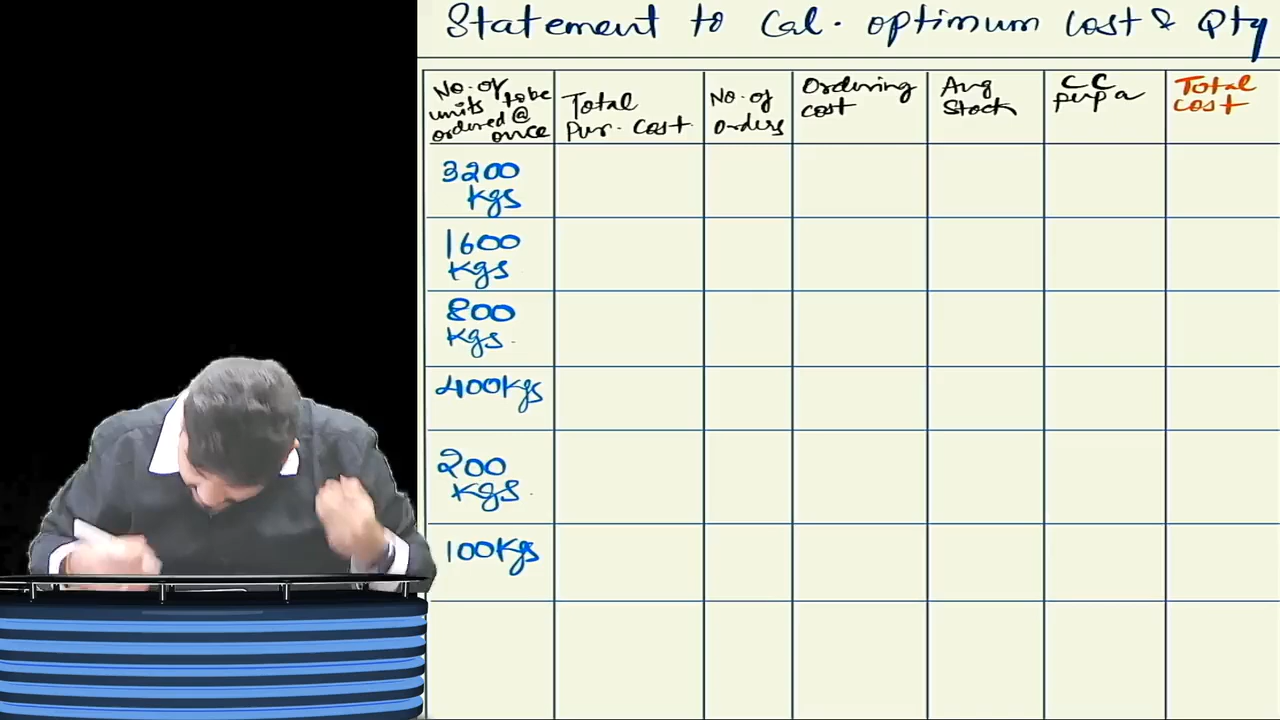 Statement to Cal. optimum Cost & Qty
No. of
units to be
ordered @
once
Total
Pur. cost
No. of
orders
Ordering
cost
Avg
Stock
CC
pupa
Total
cost
3200
kgs
1600
kgs
800
kgs.
400kgs
200
kgs.
100kgs